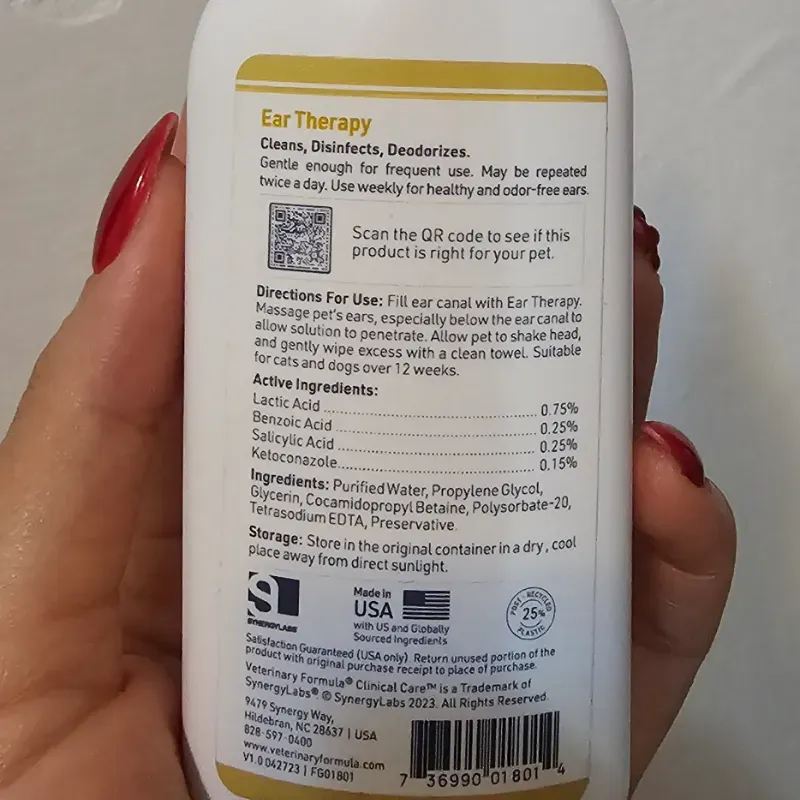 Ear Therapy
Cleans, Disinfects, Deodorizes.
Gentle enough for frequent use. May be repeated
twice a day. Use weekly for healthy and odor-free ears.
Scan the QR code to see if this
product is right for your pet.
Directions For Use: Fill ear canal with Ear Therapy.
Massage pet's ears, especially below the ear canal to
allow solution to penetrate. Allow pet to shake head,
and gently wipe excess with a clean towel. Suitable
for cats and dogs over 12 weeks.
Active Ingredients:
Lactic Acid ........................................ 0.75%
Benzoic Acid ........................................ 0.25%
Salicylic Acid ........................................ 0.25%
Ketoconazole........................................ 0.15%
Ingredients: Purified Water, Propylene Glycol,
Glycerin, Cocamidopropyl Betaine, Polysorbate-20,
Tetrasodium EDTA, Preservative.
Storage: Store in the original container in a dry, cool
place away from direct sunlight.
S
SYNERGYLABS
Made in
USA
with US and Globally
Sourced Ingredients
POST-RECYCLED
25%
PLASTIC
Satisfaction Guaranteed (USA only). Return unused portion of the
product with original purchase receipt to place of purchase.
Veterinary Formula® Clinical Care™ is a Trademark of
SynergyLabs® © SynergyLabs 2023. All Rights Reserved.
9479 Synergy Way,
Hildebran, NC 28637 | USA
828-597-0400
www.veterinaryformula.com
V1.0 042723 | FG01801
7 36990 01801 4